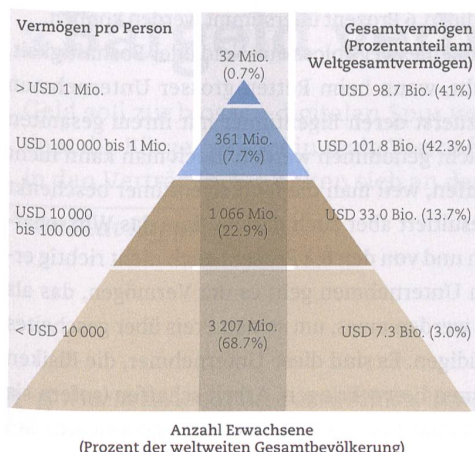 Vermögen pro Person
Gesamtvermögen
(Prozentanteil am
Weltgesamtvermögen)
32 Mio.
(0.7%)
> USD 1 Mio.
USD 98.7 Bio. (41%)
USD 100 000 bis 1 Mio.
361 Mio.
(7.7%)
USD 101.8 Bio. (42.3%)
USD 10 000
bis 100 000
1 066 Mio.
(22.9%)
USD 33.0 Bio. (13.7%)
< USD 10 000
3 207 Mio.
(68.7%)
USD 7.3 Bio. (3.0%)
Anzahl Erwachsene
(Prozent der weltweiten Gesamtbevölkerung)